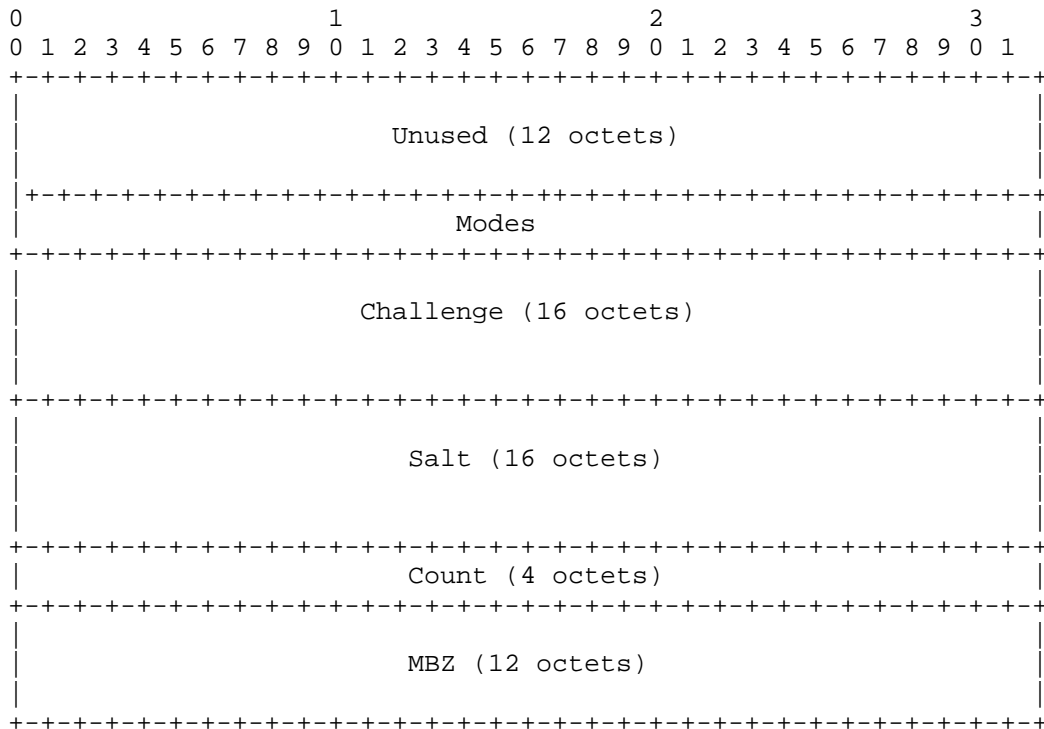 0                   1                   2                   3
0 1 2 3 4 5 6 7 8 9 0 1 2 3 4 5 6 7 8 9 0 1 2 3 4 5 6 7 8 9 0 1
+-+-+-+-+-+-+-+-+-+-+-+-+-+-+-+-+-+-+-+-+-+-+-+-+-+-+-+-+-+-+-+-+
|                                                               |
|                       Unused (12 octets)                      |
|                                                               |
|+-+-+-+-+-+-+-+-+-+-+-+-+-+-+-+-++-+-+-+-+-+-+-+-+-+-+-+-+-+-+-+
|                            Modes                              |
+-+-+-+-+-+-+-+-+-+-+-+-+-+-+-+-+-+-+-+-+-+-+-+-+-+-+-+-+-+-+-+-+
|                                                               |
|                     Challenge (16 octets)                     |
|                                                               |
|                                                               |
+-+-+-+-+-+-+-+-+-+-+-+-+-+-+-+-+-+-+-+-+-+-+-+-+-+-+-+-+-+-+-+-+
|                                                               |
|                        Salt (16 octets)                       |
|                                                               |
|                                                               |
+-+-+-+-+-+-+-+-+-+-+-+-+-+-+-+-+-+-+-+-+-+-+-+-+-+-+-+-+-+-+-+-+
|                        Count (4 octets)                       |
+-+-+-+-+-+-+-+-+-+-+-+-+-+-+-+-+-+-+-+-+-+-+-+-+-+-+-+-+-+-+-+-+
|                                                               |
|                        MBZ (12 octets)                        |
|                                                               |
+-+-+-+-+-+-+-+-+-+-+-+-+-+-+-+-+-+-+-+-+-+-+-+-+-+-+-+-+-+-+-+-+